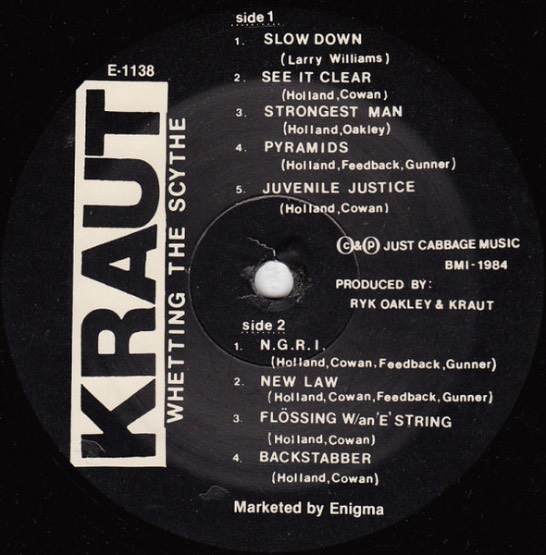 side 1
1. SLOW DOWN
(Larry Williams)
2. SEE IT CLEAR
(Holland,Cowan)
3. STRONGEST MAN
(Holland,Oakley)
4. PYRAMIDS
(Holland,Feedback,Gunner)
5. JUVENILE JUSTICE
(Holland,Cowan)
E-1138
KRAUT
WHETTING THE SCYTHE
©&℗ JUST CABBAGE MUSIC
BMI-1984
PRODUCED BY:
RYK OAKLEY & KRAUT
side 2
1. N.G.R.I.
(Holland,Cowan,Feedback,Gunner)
2. NEW LAW
(Holland,Cowan,Feedback,Gunner)
3. FLÖSSING W/an'E'STRING
(Holland,Cowan)
4. BACKSTABBER
(Holland,Cowan)
Marketed by Enigma